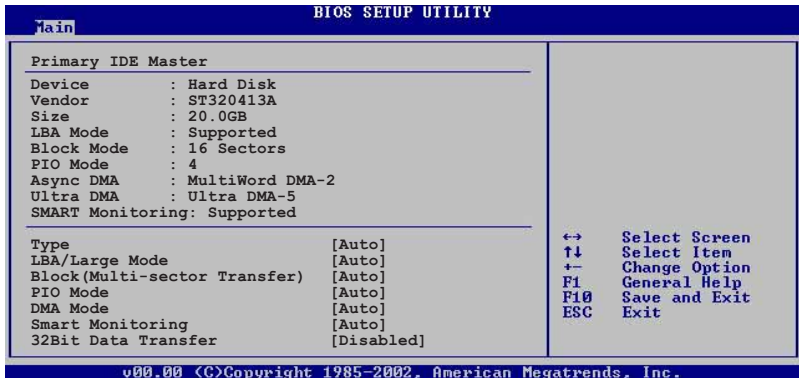 BIOS SETUP UTILITY
Main
Primary IDE Master
Device : Hard Disk
Vendor : ST320413A
Size : 20.0GB
LBA Mode : Supported
Block Mode : 16 Sectors
PIO Mode : 4
Async DMA : MultiWord DMA-2
Ultra DMA : Ultra DMA-5
SMART Monitoring: Supported
Type [Auto]
LBA/Large Mode [Auto]
Block(Multi-sector Transfer) [Auto]
PIO Mode [Auto]
DMA Mode [Auto]
Smart Monitoring [Auto]
32Bit Data Transfer [Disabled]
↔ Select Screen
↑↓ Select Item
+- Change Option
F1 General Help
F10 Save and Exit
ESC Exit
v00.00 (C)Copyright 1985-2002, American Megatrends, Inc.